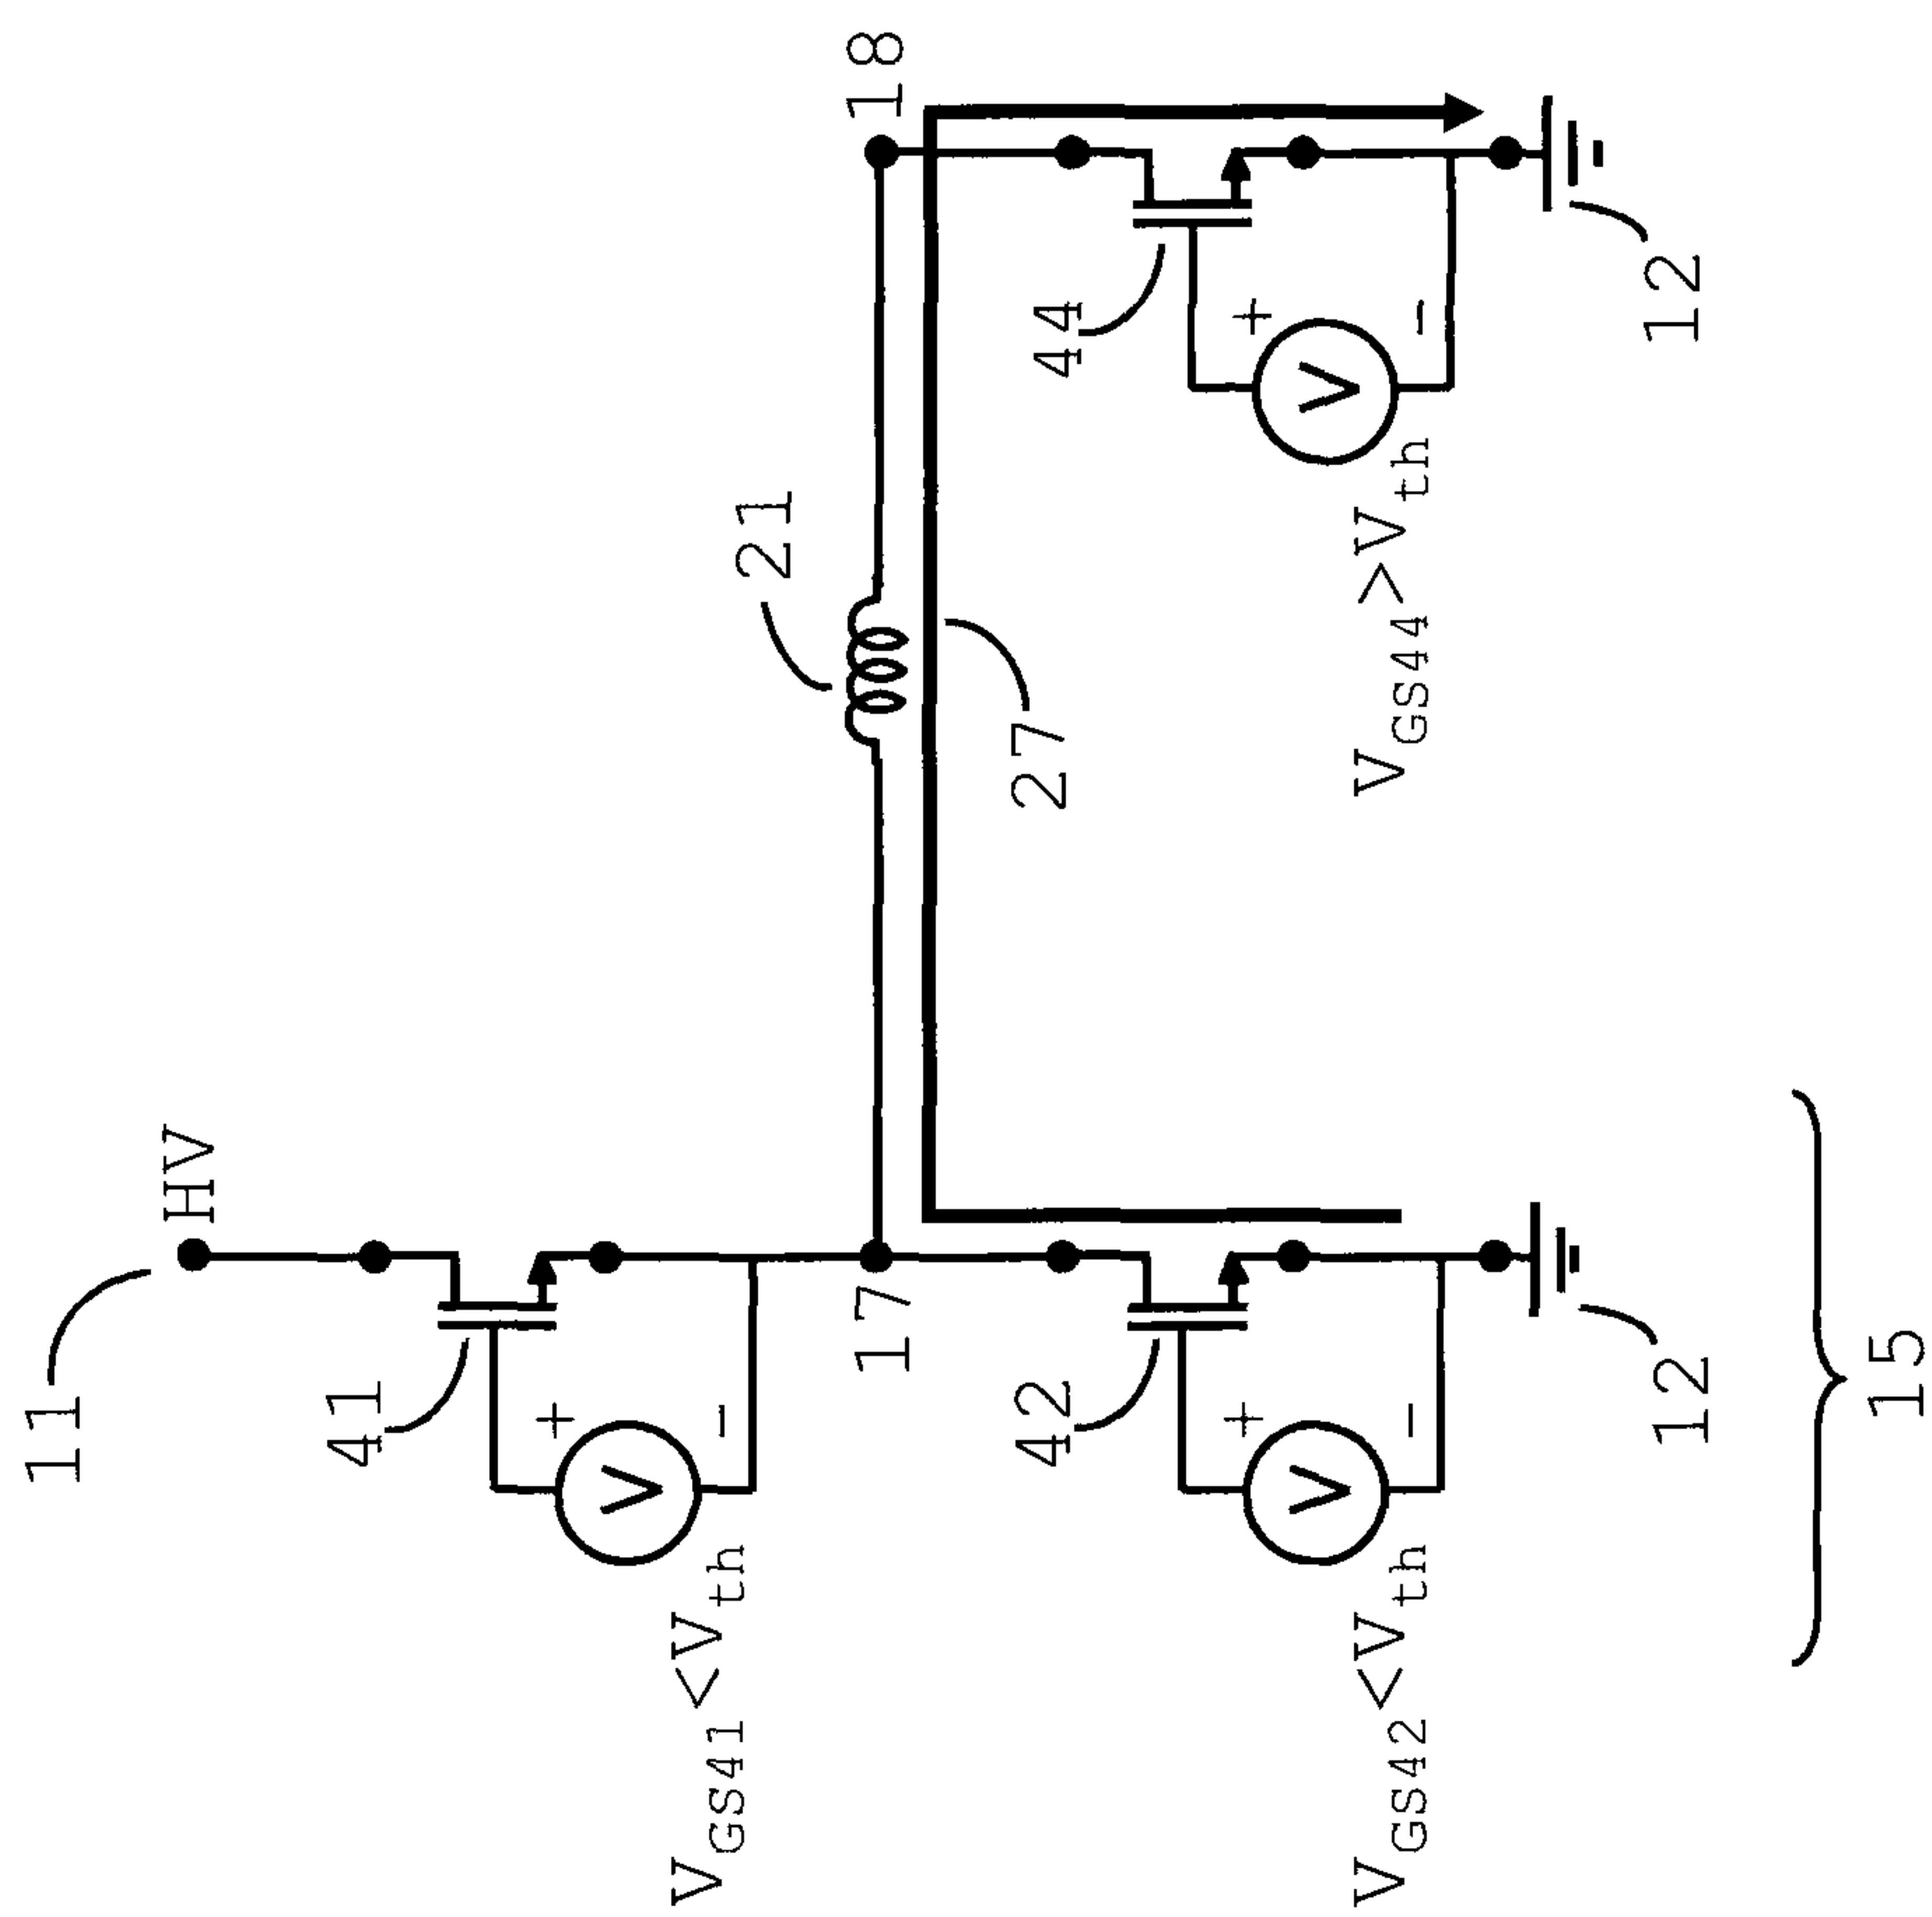 11
HV
41
+
V
−
V_GS41<V_th
21
17
18
27
42
44
+
+
V
V
−
−
V_GS42<V_th
V_GS44>V_th
12
12
15